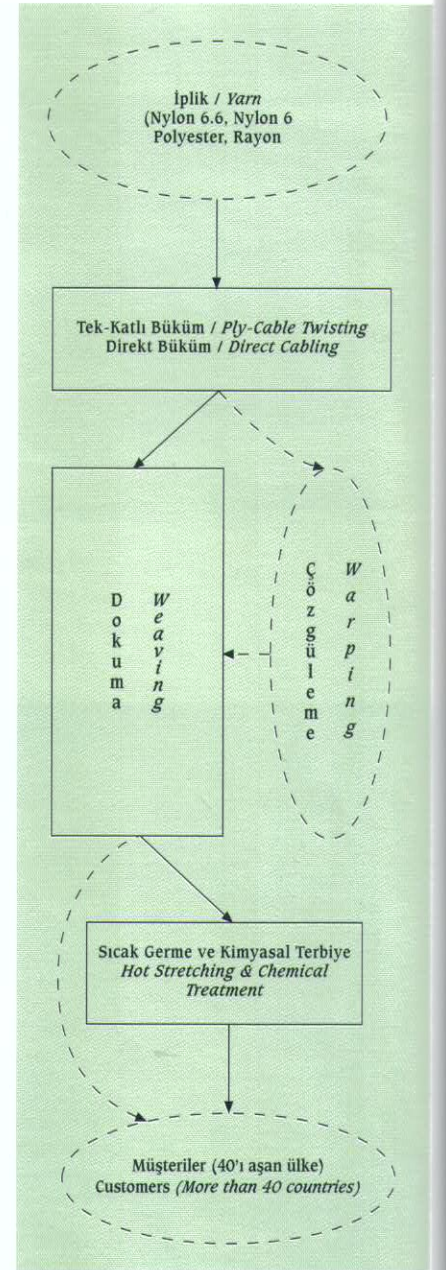 İplik / Yarn
(Nylon 6.6, Nylon 6
Polyester, Rayon
Tek-Katlı Büküm / Ply-Cable Twisting
Direkt Büküm / Direct Cabling
Dokuma
Weaving
Çözgüleme
Warping
Sıcak Germe ve Kimyasal Terbiye
Hot Stretching & Chemical
Treatment
Müşteriler (40'ı aşan ülke)
Customers (More than 40 countries)